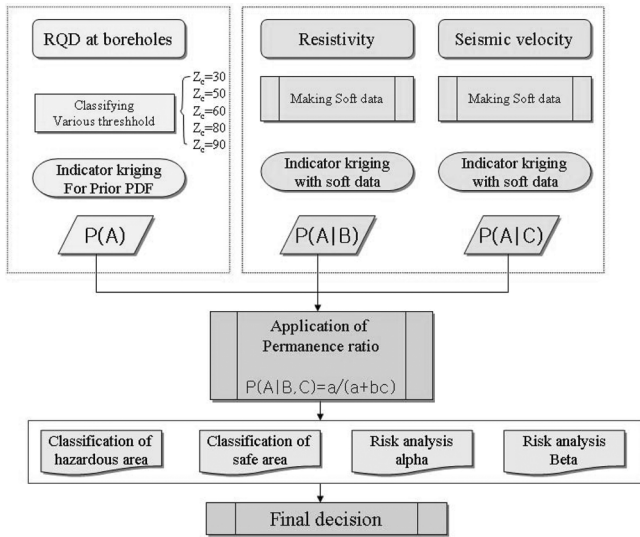 RQD at boreholes
Classifying
Various threshhold
Zc=30
Zc=50
Zc=60
Zc=80
Zc=90
Indicator kriging
For Prior PDF
P(A)
Resistivity
Making Soft data
Indicator kriging
with soft data
P(A|B)
Seismic velocity
Making Soft data
Indicator kriging
with soft data
P(A|C)
Application of
Permanence ratio
P(A|B,C)=a/(a+bc)
Classification of
hazardous area
Classification of
safe area
Risk analysis
alpha
Risk analysis
Beta
Final decision